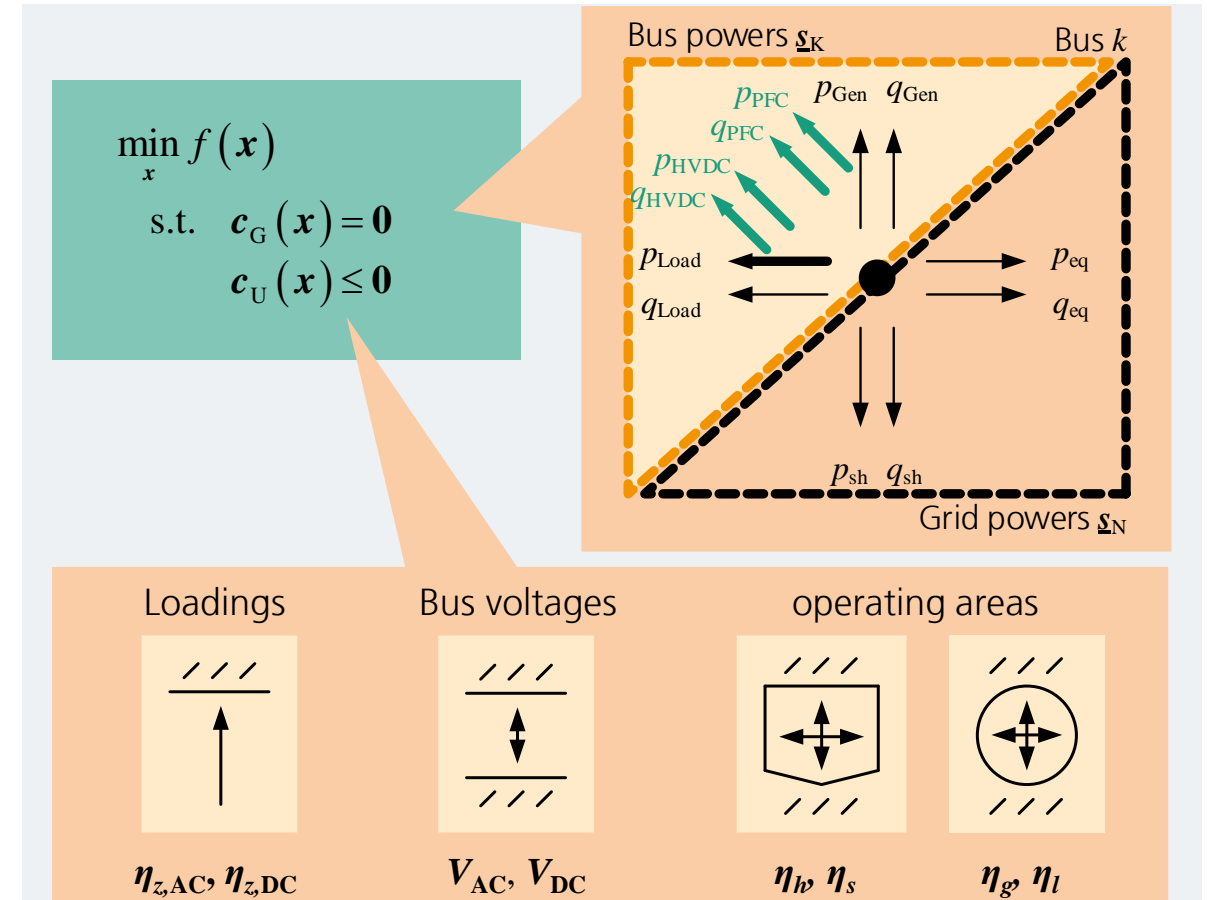 min f(x)
x
s.t. c_G(x) = 0
c_U(x) ≤ 0
Bus powers s_K
Bus k
p_PFC
q_PFC
p_HVDC
q_HVDC
p_Gen q_Gen
p_Load
q_Load
p_eq
q_eq
p_sh q_sh
Grid powers s_N
Loadings
Bus voltages
operating areas
η_z,AC, η_z,DC
V_AC, V_DC
η_h, η_s
η_g, η_l